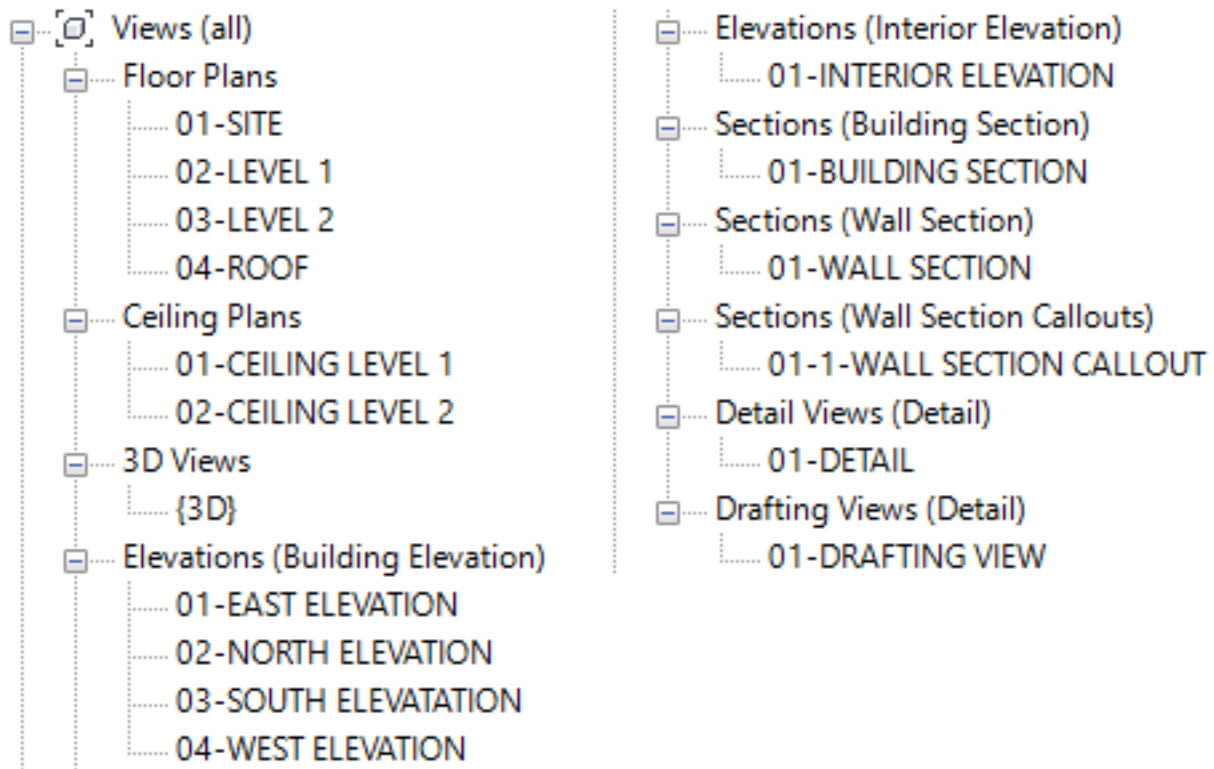 Views (all)
Floor Plans
01-SITE
02-LEVEL 1
03-LEVEL 2
04-ROOF
Ceiling Plans
01-CEILING LEVEL 1
02-CEILING LEVEL 2
3D Views
{3D}
Elevations (Building Elevation)
01-EAST ELEVATION
02-NORTH ELEVATION
03-SOUTH ELEVATATION
04-WEST ELEVATION
Elevations (Interior Elevation)
01-INTERIOR ELEVATION
Sections (Building Section)
01-BUILDING SECTION
Sections (Wall Section)
01-WALL SECTION
Sections (Wall Section Callouts)
01-1-WALL SECTION CALLOUT
Detail Views (Detail)
01-DETAIL
Drafting Views (Detail)
01-DRAFTING VIEW